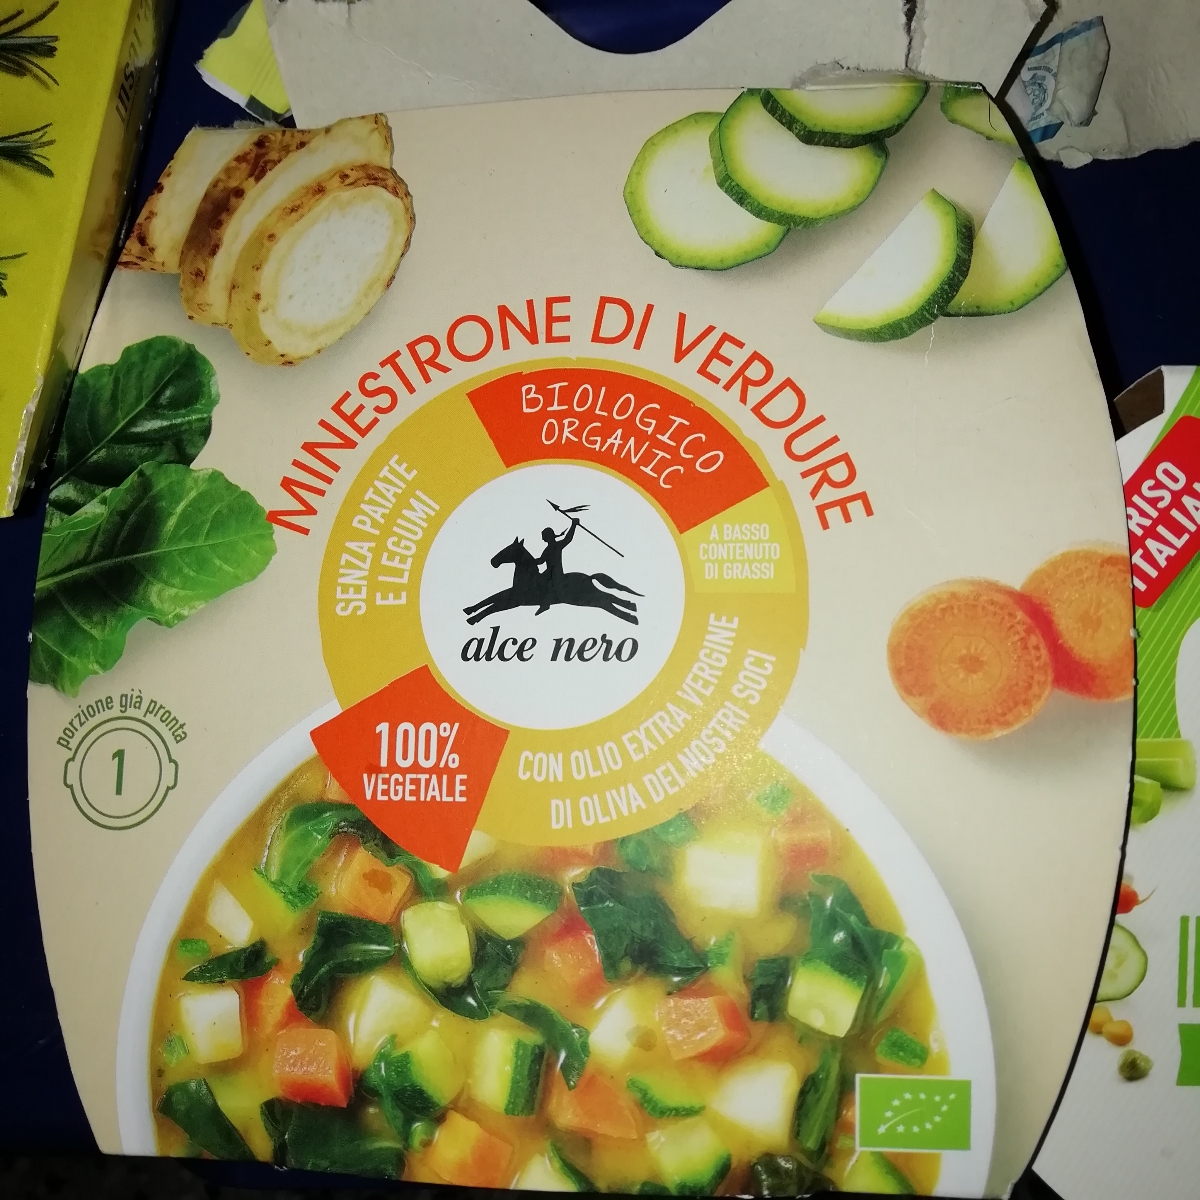 MINESTRONE DI VERDURE
BIOLOGICO
ORGANIC
SENZA PATATE
E LEGUMI
A BASSO
CONTENUTO
DI GRASSI
alce nero
CON OLIO EXTRA VERGINE
DI OLIVA DEI NOSTRI SOCI
100%
VEGETALE
porzione già pronta
1
RISO